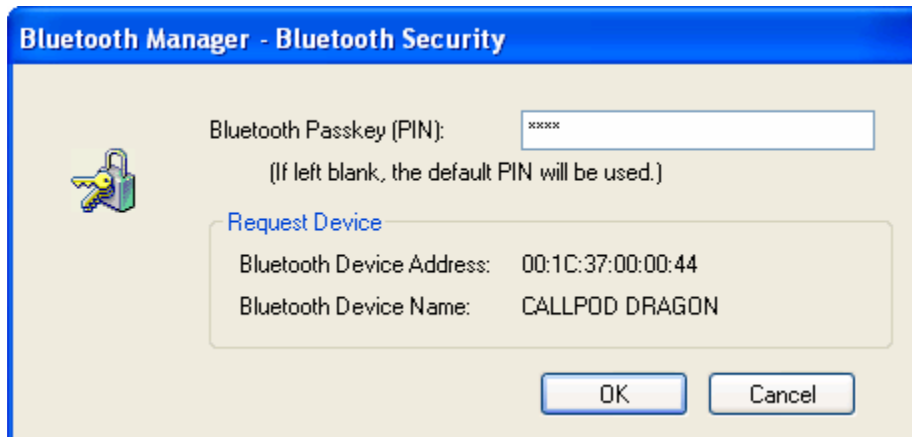 Bluetooth Manager - Bluetooth Security
Bluetooth Passkey (PIN): ****
(If left blank, the default PIN will be used.)
Request Device
Bluetooth Device Address: 00:1C:37:00:00:44
Bluetooth Device Name: CALLPOD DRAGON
OK Cancel